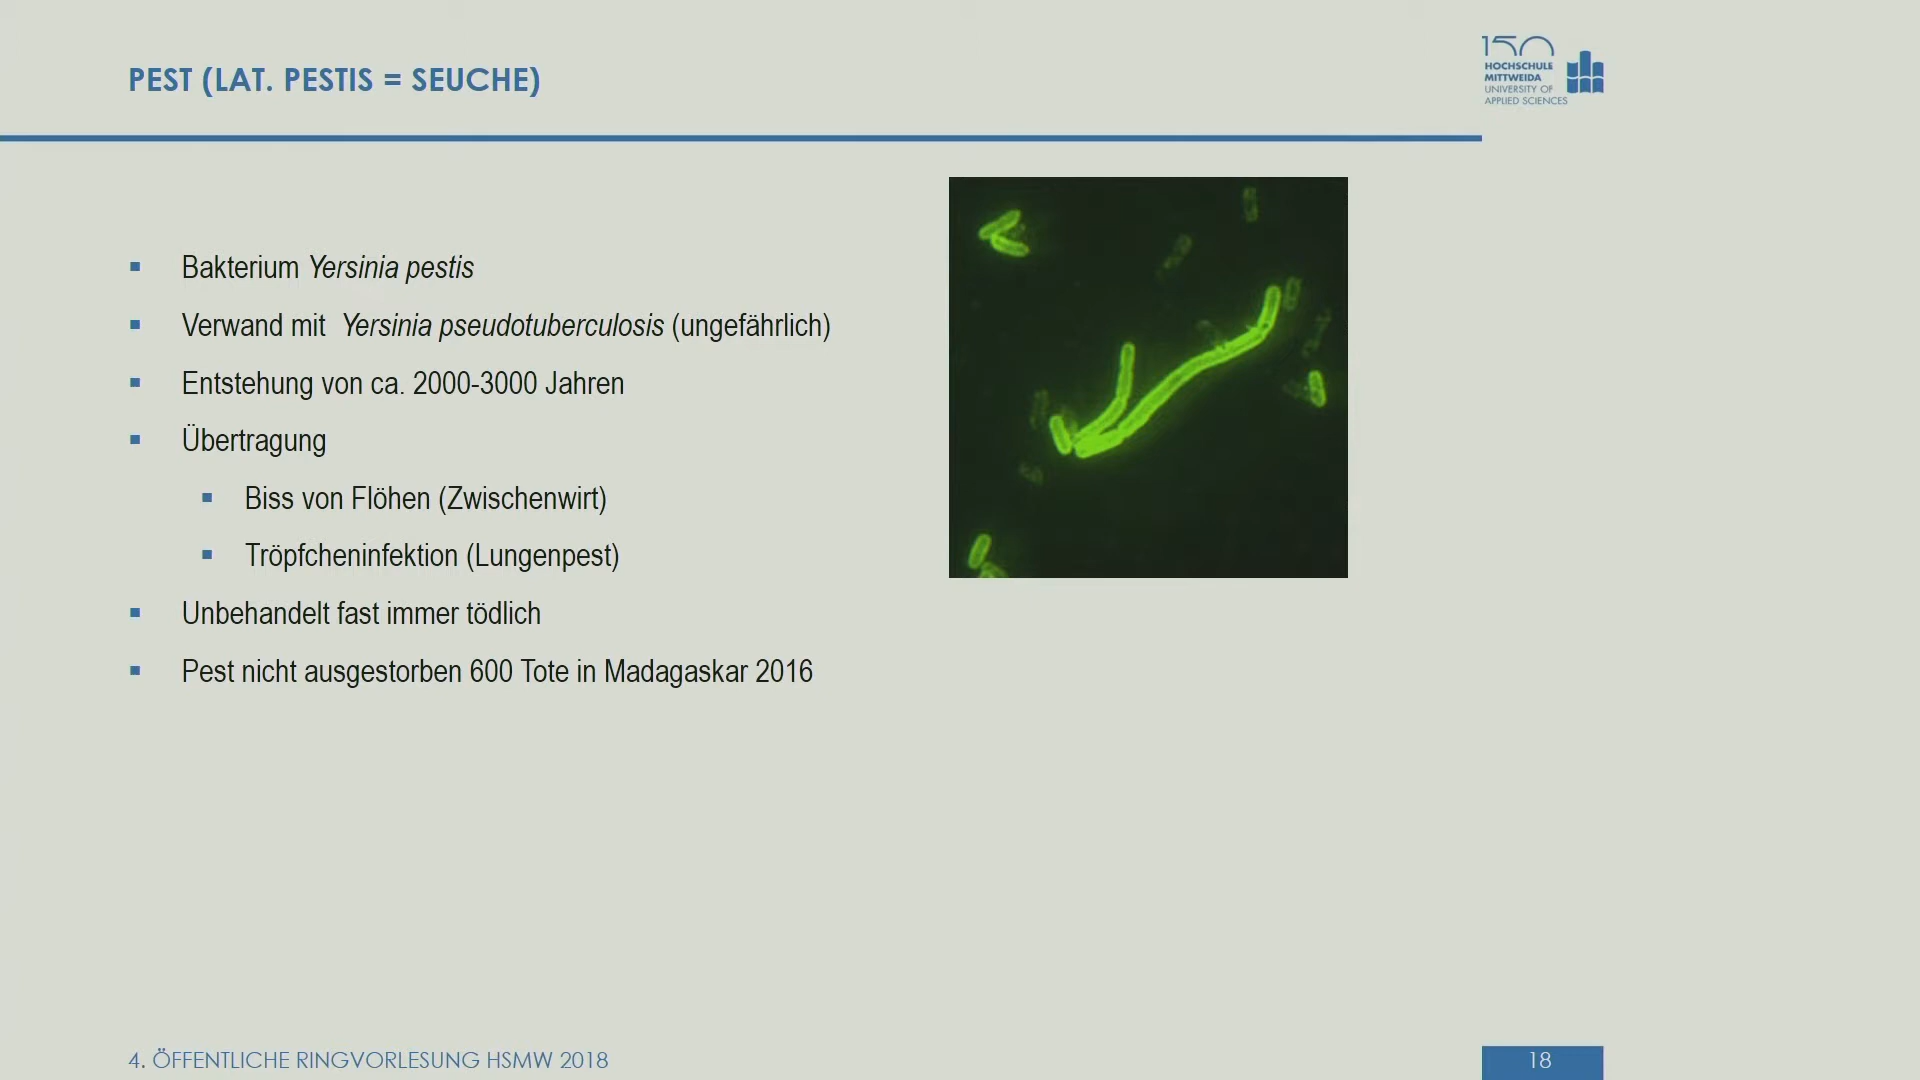 PEST (LAT. PESTIS = SEUCHE)
150
HOCHSCHULE
MITTWEIDA
UNIVERSITY OF
APPLIED SCIENCES
Bakterium Yersinia pestis
Verwand mit Yersinia pseudotuberculosis (ungefährlich)
Entstehung von ca. 2000-3000 Jahren
Übertragung
Biss von Flöhen (Zwischenwirt)
Tröpfcheninfektion (Lungenpest)
Unbehandelt fast immer tödlich
Pest nicht ausgestorben 600 Tote in Madagaskar 2016
4. ÖFFENTLICHE RINGVORLESUNG HSMW 2018
18